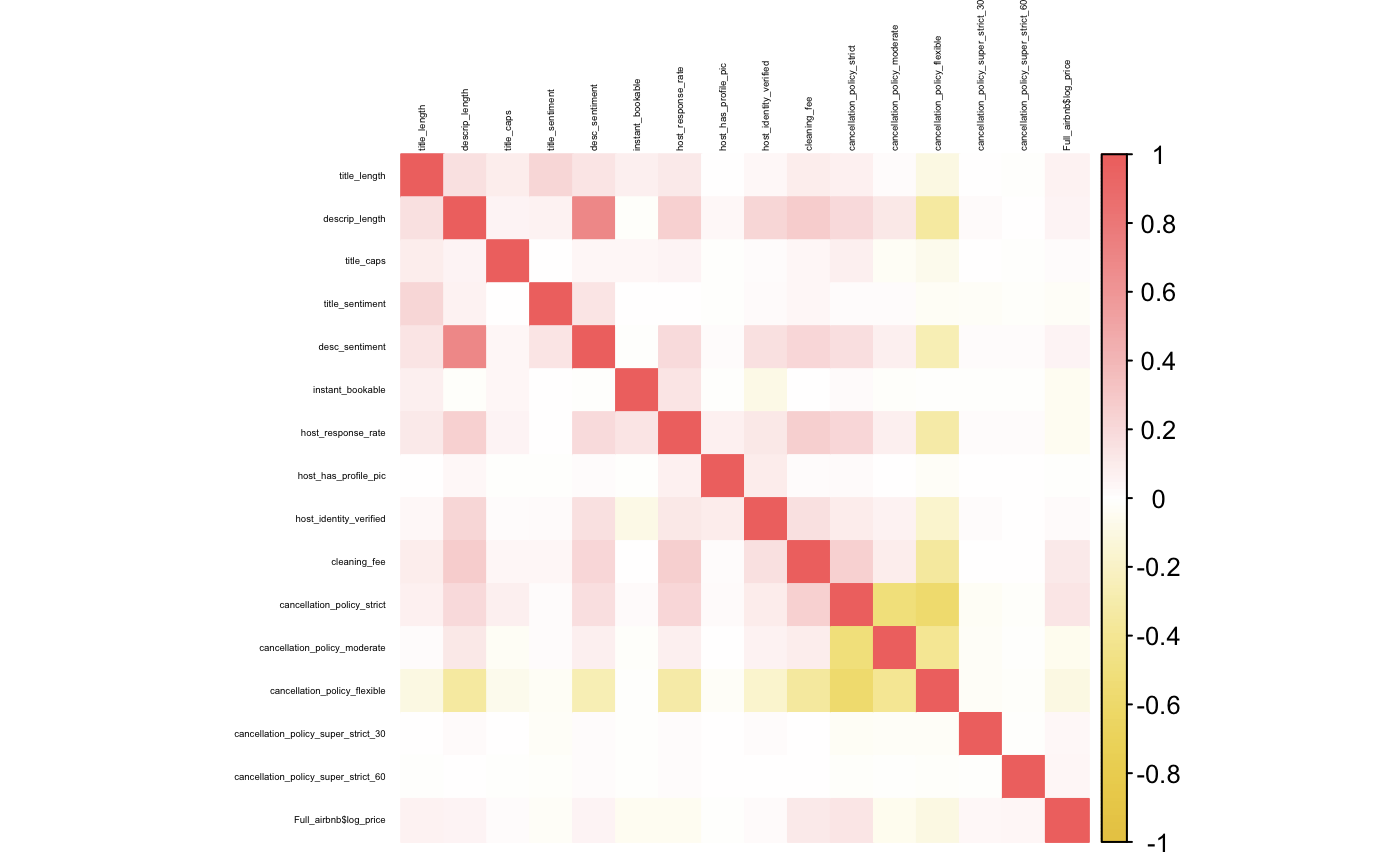 title_length
descrip_length
title_caps
title_sentiment
desc_sentiment
instant_bookable
host_response_rate
host_has_profile_pic
host_identity_verified
cleaning_fee
cancellation_policy_strict
cancellation_policy_moderate
cancellation_policy_flexible
cancellation_policy_super_strict_30
cancellation_policy_super_strict_60
Full_airbnb$log_price
title_length
descrip_length
title_caps
title_sentiment
desc_sentiment
instant_bookable
host_response_rate
host_has_profile_pic
host_identity_verified
cleaning_fee
cancellation_policy_strict
cancellation_policy_moderate
cancellation_policy_flexible
cancellation_policy_super_strict_30
cancellation_policy_super_strict_60
Full_airbnb$log_price
1
0.8
0.6
0.4
0.2
0
-0.2
-0.4
-0.6
-0.8
-1